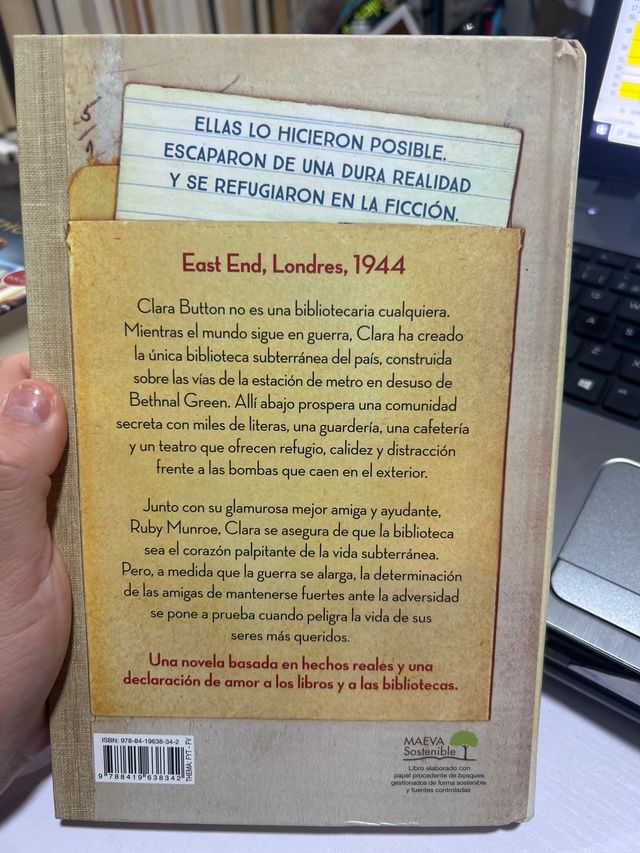 ELLAS LO HICIERON POSIBLE.
ESCAPARON DE UNA DURA REALIDAD
Y SE REFUGIARON EN LA FICCIÓN.
East End, Londres, 1944
Clara Button no es una bibliotecaria cualquiera.
Mientras el mundo sigue en guerra, Clara ha creado
la única biblioteca subterránea del país, construida
sobre las vías de la estación de metro en desuso de
Bethnal Green. Allí abajo prospera una comunidad
secreta con miles de literas, una guardería, una cafetería
y un teatro que ofrecen refugio, calidez y distracción
frente a las bombas que caen en el exterior.
Junto con su glamurosa mejor amiga y ayudante,
Ruby Munroe, Clara se asegura de que la biblioteca
sea el corazón palpitante de la vida subterránea.
Pero, a medida que la guerra se alarga, la determinación
de las amigas de mantenerse fuertes ante la adversidad
se pone a prueba cuando peligra la vida de sus
seres más queridos.
Una novela basada en hechos reales y una
declaración de amor a los libros y a las bibliotecas.
ISBN: 978-84-19638-34-2
9 788419 638342
THEMA: FYT - FV
MAEVA
Sostenible
Libro elaborado con
papel procedente de bosques
gestionados de forma sostenible
y fuentes controladas